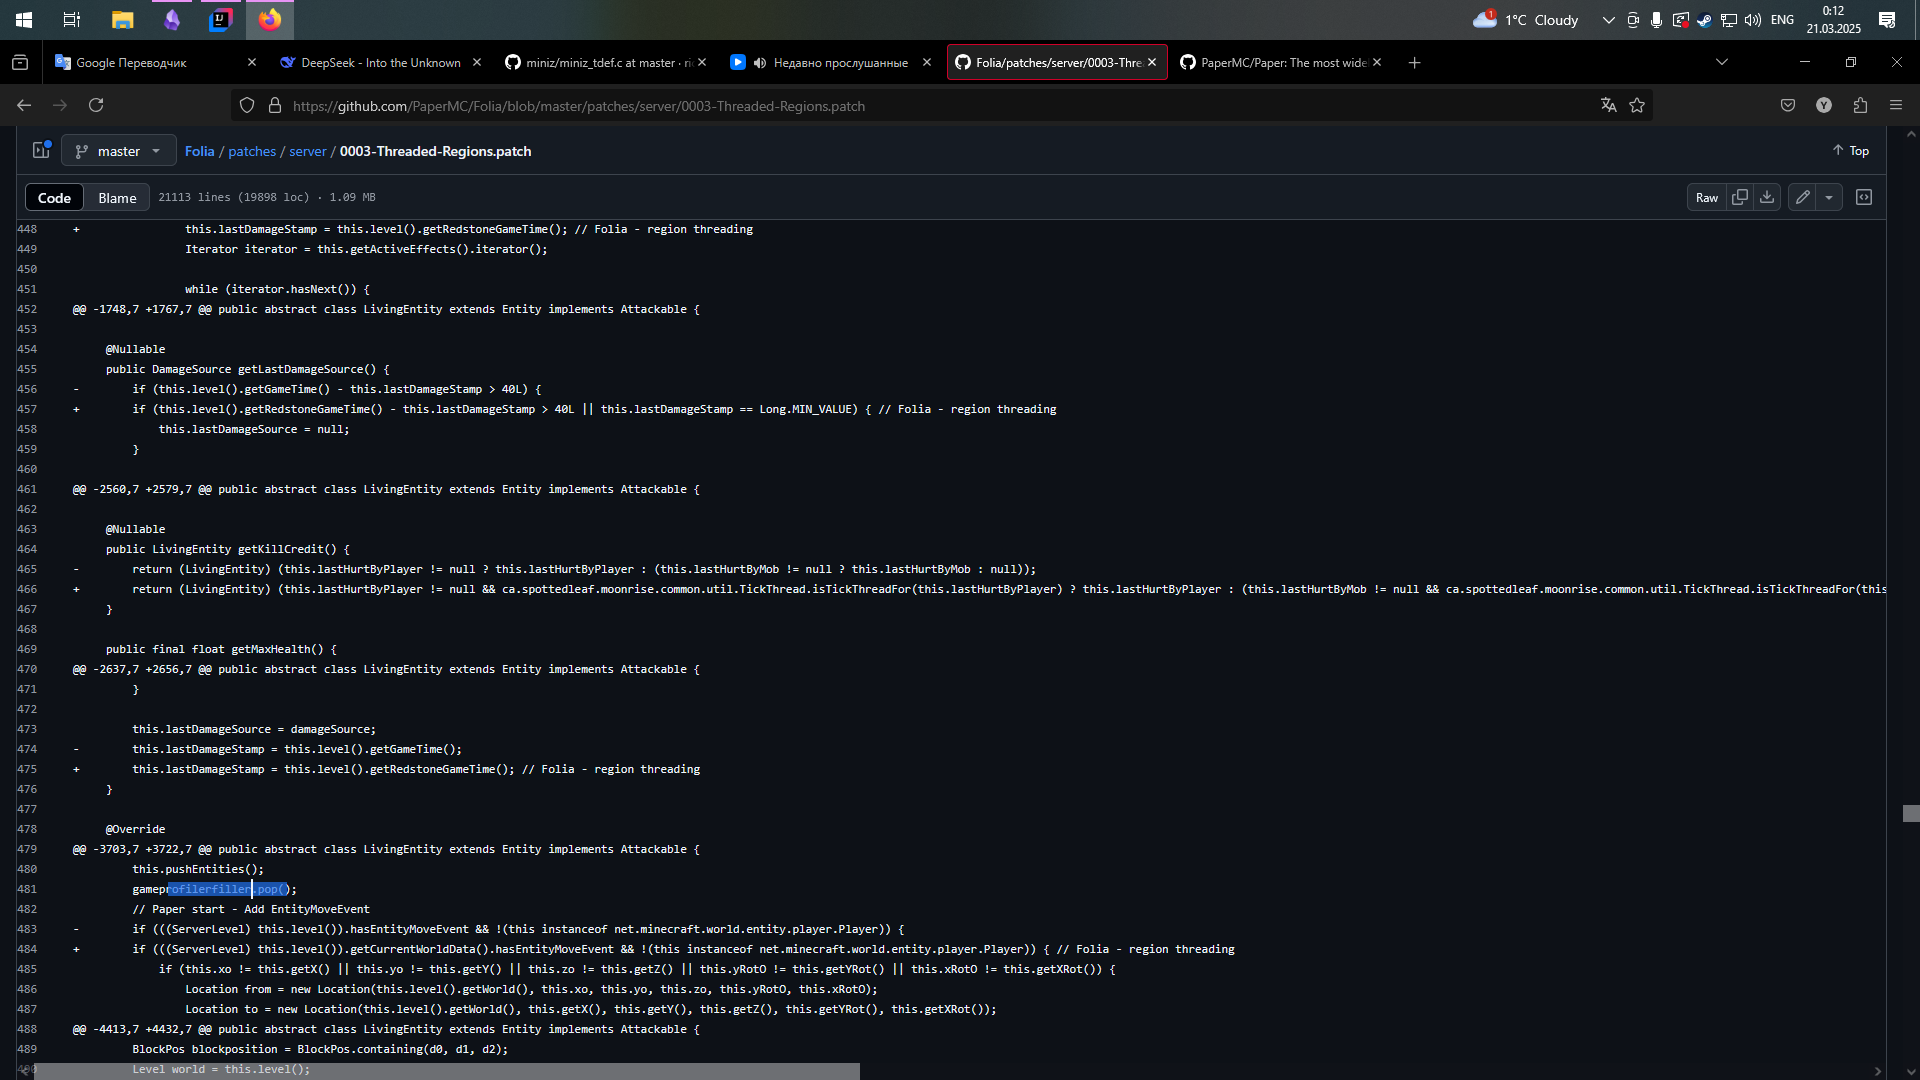 1
1°C Cloudy
ENG
0:12
21.03.2025
Google Переводчик
DeepSeek - Into the Unknown
miniz/miniz_tdef.c at master · ri
Недавно прослушанные
Folia/patches/server/0003-Thre
PaperMC/Paper: The most wide
https://github.com/PaperMC/Folia/blob/master/patches/server/0003-Threaded-Regions.patch
Y
master
Folia / patches / server / 0003-Threaded-Regions.patch
Top
Code
Blame
21113 lines (19898 loc) · 1.09 MB
Raw
448 + this.lastDamageStamp = this.level().getRedstoneGameTime(); // Folia - region threading
449 Iterator iterator = this.getActiveEffects().iterator();
450
451 while (iterator.hasNext()) {
452 @@ -1748,7 +1767,7 @@ public abstract class LivingEntity extends Entity implements Attackable {
453
454 @Nullable
455 public DamageSource getLastDamageSource() {
456 - if (this.level().getGameTime() - this.lastDamageStamp > 40L) {
457 + if (this.level().getRedstoneGameTime() - this.lastDamageStamp > 40L || this.lastDamageStamp == Long.MIN_VALUE) { // Folia - region threading
458 this.lastDamageSource = null;
459 }
460
461 @@ -2560,7 +2579,7 @@ public abstract class LivingEntity extends Entity implements Attackable {
462
463 @Nullable
464 public LivingEntity getKillCredit() {
465 - return (LivingEntity) (this.lastHurtByPlayer != null ? this.lastHurtByPlayer : (this.lastHurtByMob != null ? this.lastHurtByMob : null));
466 + return (LivingEntity) (this.lastHurtByPlayer != null && ca.spottedleaf.moonrise.common.util.TickThread.isTickThreadFor(this.lastHurtByPlayer) ? this.lastHurtByPlayer : (this.lastHurtByMob != null && ca.spottedleaf.moonrise.common.util.TickThread.isTickThreadFor(this
467 }
468
469 public final float getMaxHealth() {
470 @@ -2637,7 +2656,7 @@ public abstract class LivingEntity extends Entity implements Attackable {
471 }
472
473 this.lastDamageSource = damageSource;
474 - this.lastDamageStamp = this.level().getGameTime();
475 + this.lastDamageStamp = this.level().getRedstoneGameTime(); // Folia - region threading
476 }
477
478 @Override
479 @@ -3703,7 +3722,7 @@ public abstract class LivingEntity extends Entity implements Attackable {
480 this.pushEntities();
481 gameprofilerfiller.pop();
482 // Paper start - Add EntityMoveEvent
483 - if (((ServerLevel) this.level()).hasEntityMoveEvent && !(this instanceof net.minecraft.world.entity.player.Player)) {
484 + if (((ServerLevel) this.level()).getCurrentWorldData().hasEntityMoveEvent && !(this instanceof net.minecraft.world.entity.player.Player)) { // Folia - region threading
485 if (this.xo != this.getX() || this.yo != this.getY() || this.zo != this.getZ() || this.yRotO != this.getYRot() || this.xRotO != this.getXRot()) {
486 Location from = new Location(this.level().getWorld(), this.xo, this.yo, this.zo, this.yRotO, this.xRotO);
487 Location to = new Location(this.level().getWorld(), this.getX(), this.getY(), this.getZ(), this.getYRot(), this.getXRot());
488 @@ -4413,7 +4432,7 @@ public abstract class LivingEntity extends Entity implements Attackable {
489 BlockPos blockposition = BlockPos.containing(d0, d1, d2);
490 Level world = this.level();